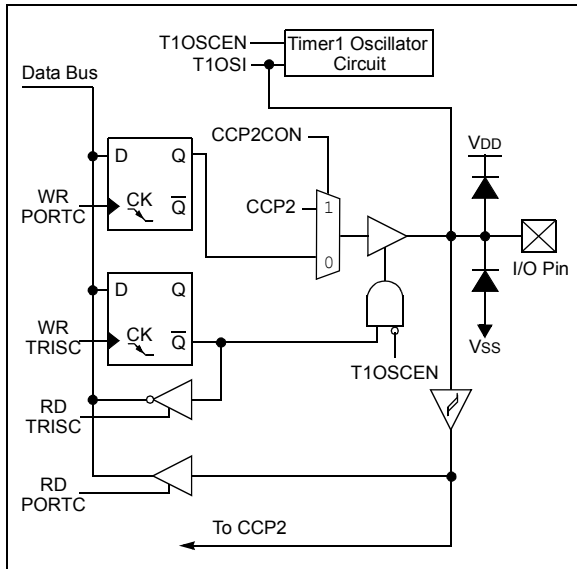 T1OSCEN
Timer1 Oscillator
Circuit
T1OSI
Data Bus
CCP2CON
VDD
D Q
WR
PORTC
CK Q
CCP2
1
0
I/O Pin
D Q
WR
TRISC
CK Q
VSS
T1OSCEN
RD
TRISC
RD
PORTC
To CCP2